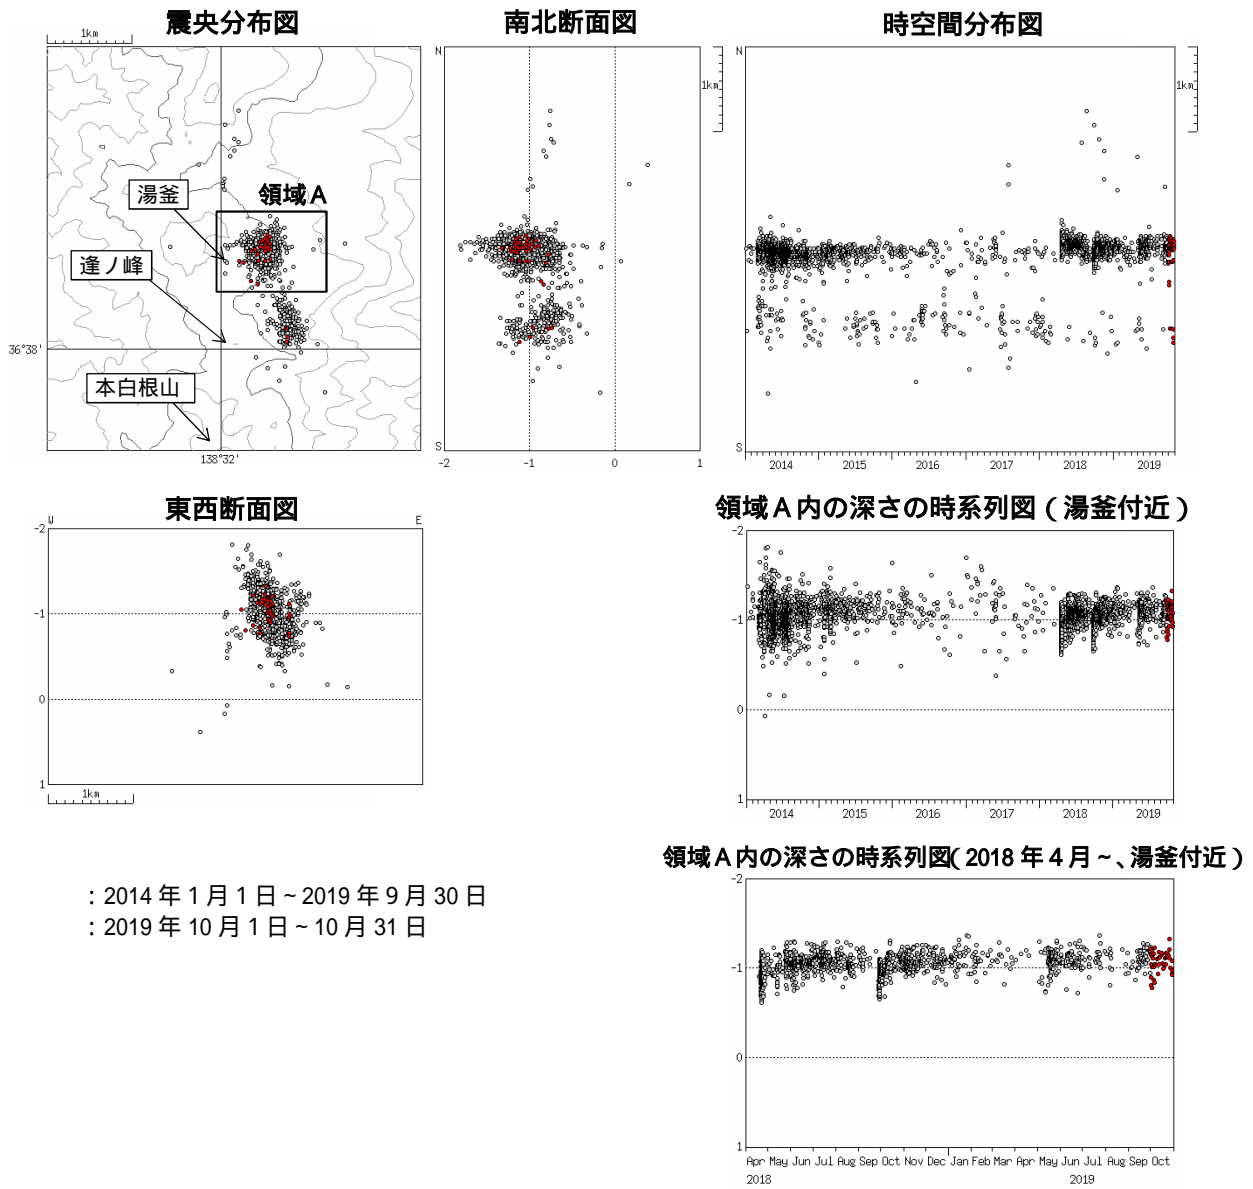 震央分布図
南北断面図
時空間分布図
1km
N
N
1km
1km
湯釜
領域A
逢ノ峰
36°38'
本白根山
S
S
138°32'
-2
-1
0
1
2014
2015
2016
2017
2018
2019
東西断面図
領域A内の深さの時系列図(湯釜付近)
W
E
-2
-1
0
1
1km
-2
-1
0
1
2014
2015
2016
2017
2018
2019
領域A内の深さの時系列図(2018年4月~、湯釜付近)
:2014年1月1日~2019年9月30日
:2019年10月1日~10月31日
-2
-1
0
1
Apr May Jun Jul Aug Sep Oct Nov Dec Jan Feb Mar Apr May Jun Jul Aug Sep Oct
2018
2019